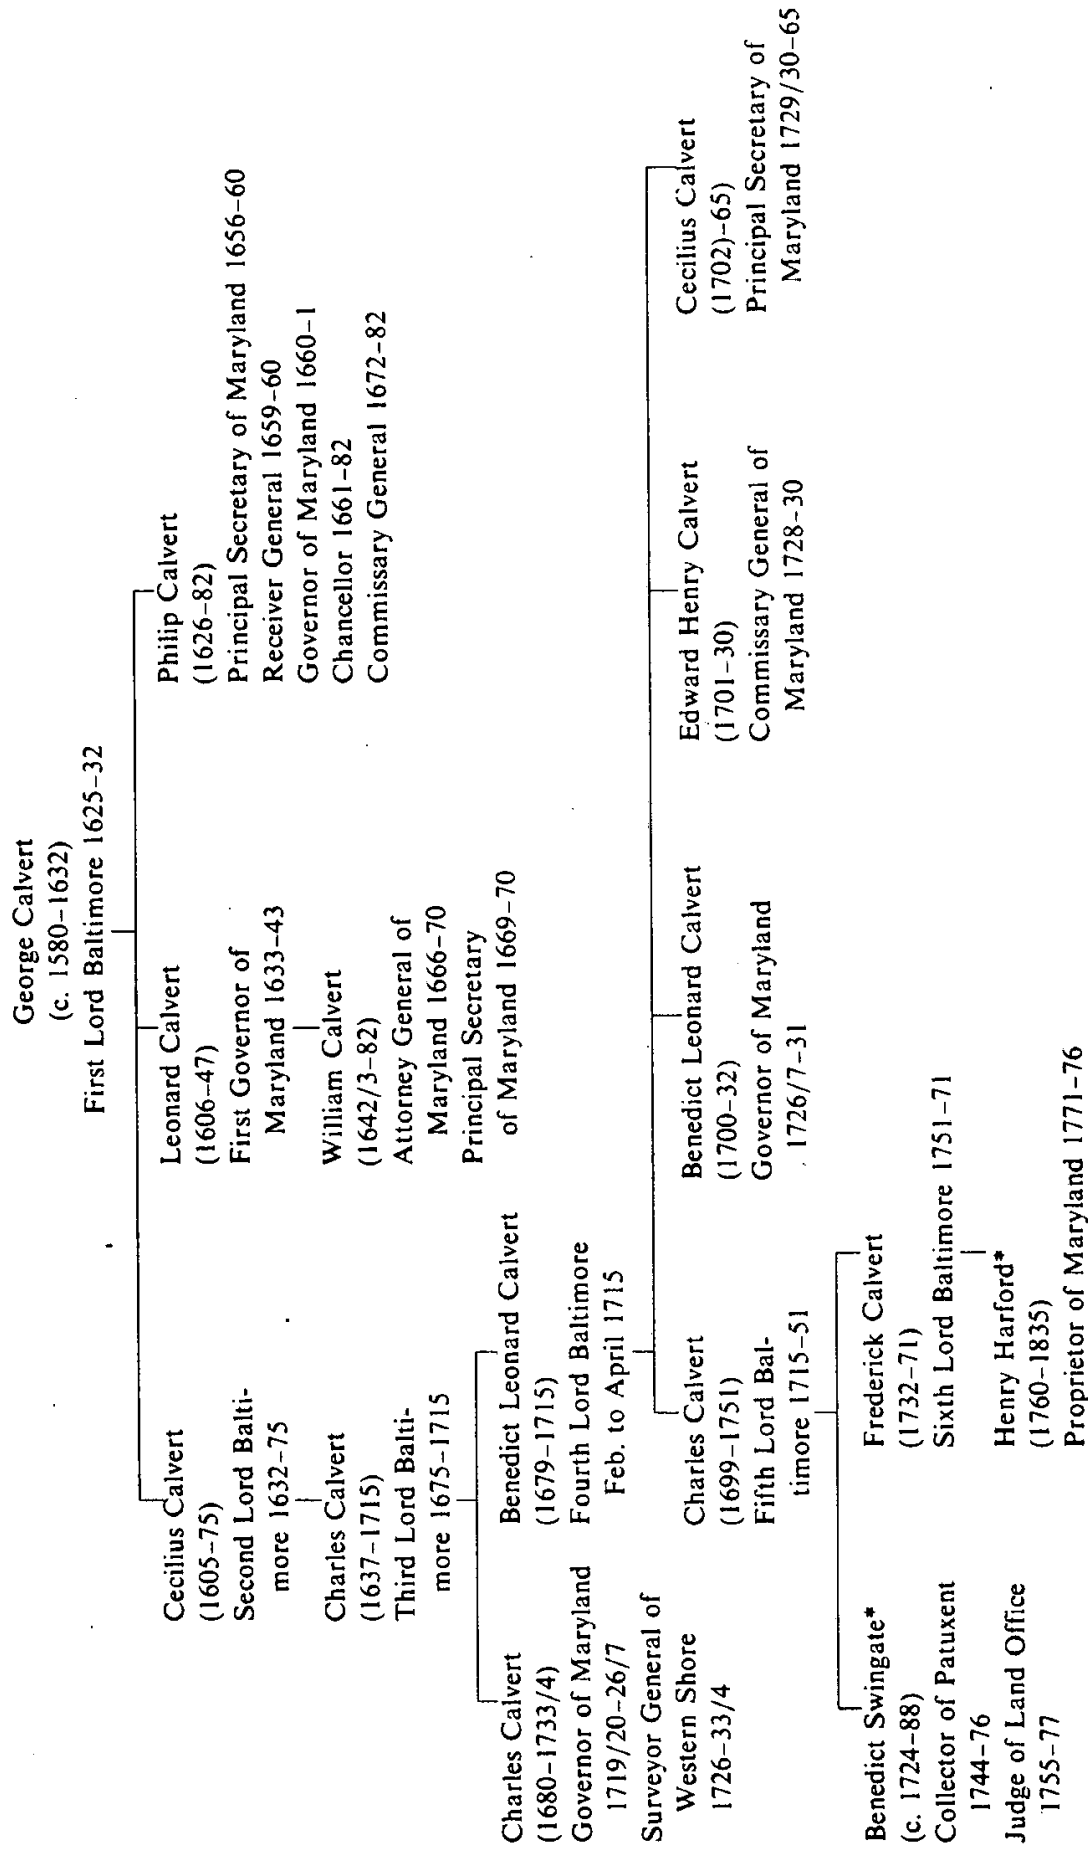 George Calvert
(c. 1580-1632)
First Lord Baltimore 1625-32
Cecilius Calvert
(1605-75)
Second Lord Balti-
more 1632-75
Leonard Calvert
(1606-47)
First Governor of
Maryland 1633-43
Philip Calvert
(1626-82)
Principal Secretary of Maryland 1656-60
Receiver General 1659-60
Governor of Maryland 1660-1
Chancellor 1661-82
Commissary General 1672-82
Charles Calvert
(1637-1715)
Third Lord Balti-
more 1675-1715
William Calvert
(1642/3-82)
Attorney General of
Maryland 1666-70
Principal Secretary
of Maryland 1669-70
Charles Calvert
(1680-1733/4)
Governor of Maryland
1719/20-26/7
Surveyor General of
Western Shore
1726-33/4
Benedict Leonard Calvert
(1679-1715)
Fourth Lord Baltimore
Feb. to April 1715
Charles Calvert
(1699-1751)
Fifth Lord Bal-
timore 1715-51
Benedict Leonard Calvert
(1700-32)
Governor of Maryland
1726/7-31
Edward Henry Calvert
(1701-30)
Commissary General of
Maryland 1728-30
Cecilius Calvert
(1702)-65)
Principal Secretary of
Maryland 1729/30-65
Benedict Swingate*
(c. 1724-88)
Collector of Patuxent
1744-76
Judge of Land Office
1755-77
Frederick Calvert
(1732-71)
Sixth Lord Baltimore 1751-71
Henry Harford*
(1760-1835)
Proprietor of Maryland 1771-76